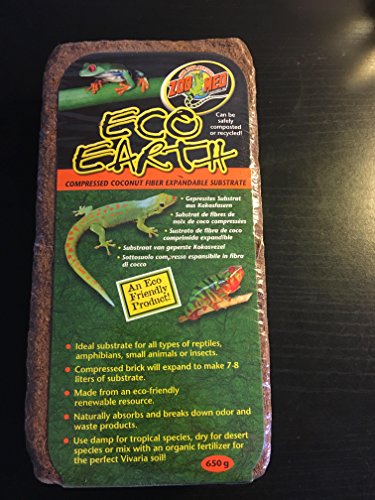 ZOO MED
Can be
safely
composted
or recycled!
ECO
EARTH
COMPRESSED COCONUT FIBER EXPANDABLE SUBSTRATE
• Gepresstes Substrat
aus Kokosfasern
• Substrat de fibres de
noix de coco compressées
• Sustrato de fibra de coco
comprimida expandible
• Substraat van geperste Kokosvezel
• Sottosuolo compresso espansibile in fibra
di cocco
An Eco
Friendly
Product!
• Ideal substrate for all types of reptiles,
amphibians, small animals or insects.
• Compressed brick will expand to make 7-8
liters of substrate.
• Made from an eco-friendly
renewable resource.
• Naturally absorbs and breaks down odor and
waste products.
• Use damp for tropical species, dry for desert
species or mix with an organic fertilizer for
the perfect Vivaria soil!
650 g